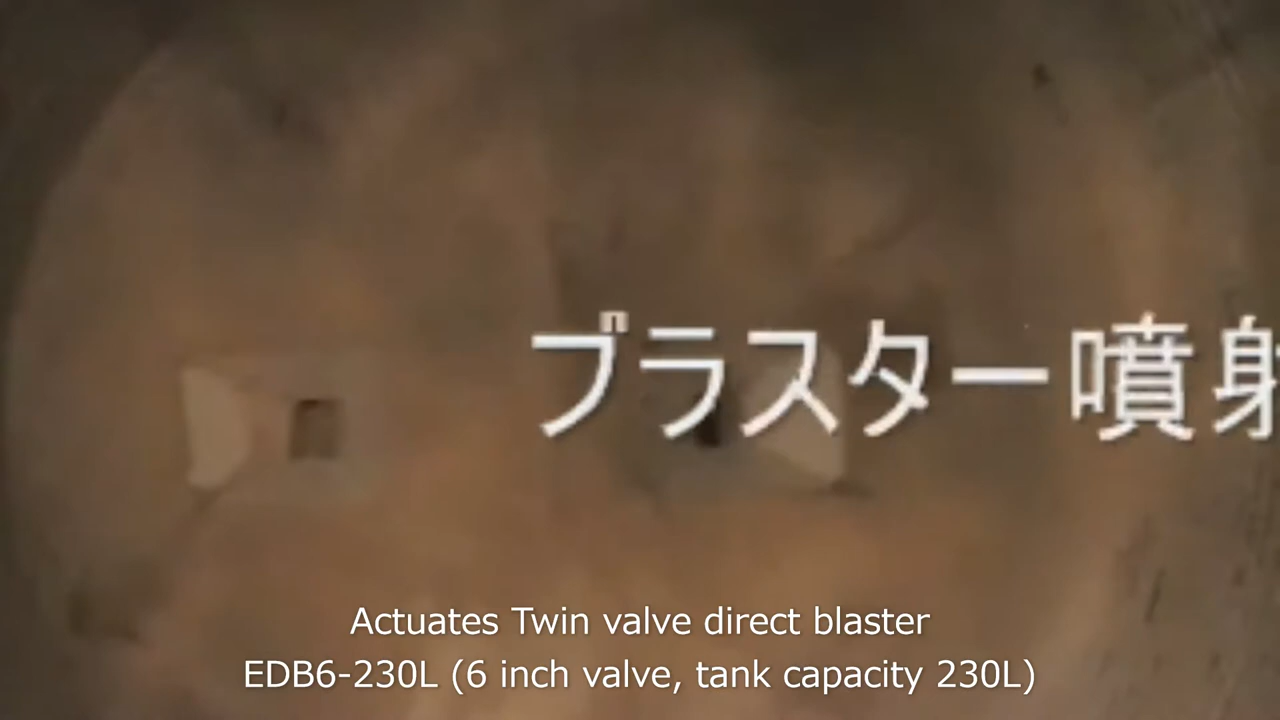 ブラスター噴射
Actuates Twin valve direct blaster
EDB6-230L (6 inch valve, tank capacity 230L)